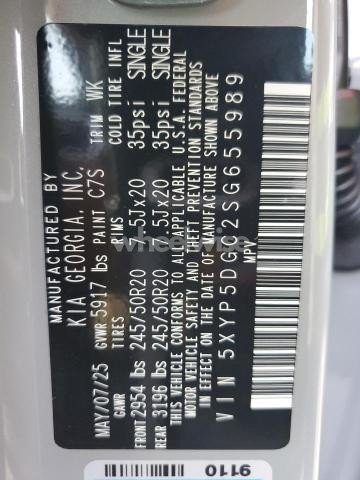 MANUFACTURED BY
KIA GEORGIA, INC.
MAY/07/25 GVWR 5917 lbs PAINT C7S TRIM WK
GAWR TIRES RIMS COLD TIRE INFL
FRONT 2954 lbs 245/50R20 7.5Jx20 35psi SINGLE
REAR 3196 lbs 245/50R20 7.5Jx20 35psi SINGLE
THIS VEHICLE CONFORMS TO ALL APPLICABLE U.S.A. FEDERAL
MOTOR VEHICLE SAFETY & THEFT PREVENTION STANDARDS
IN EFFECT ON THE DATE OF MANUFACTURE SHOWN ABOVE
VIN 5XYP5DGC2SG655989
MPV
9110